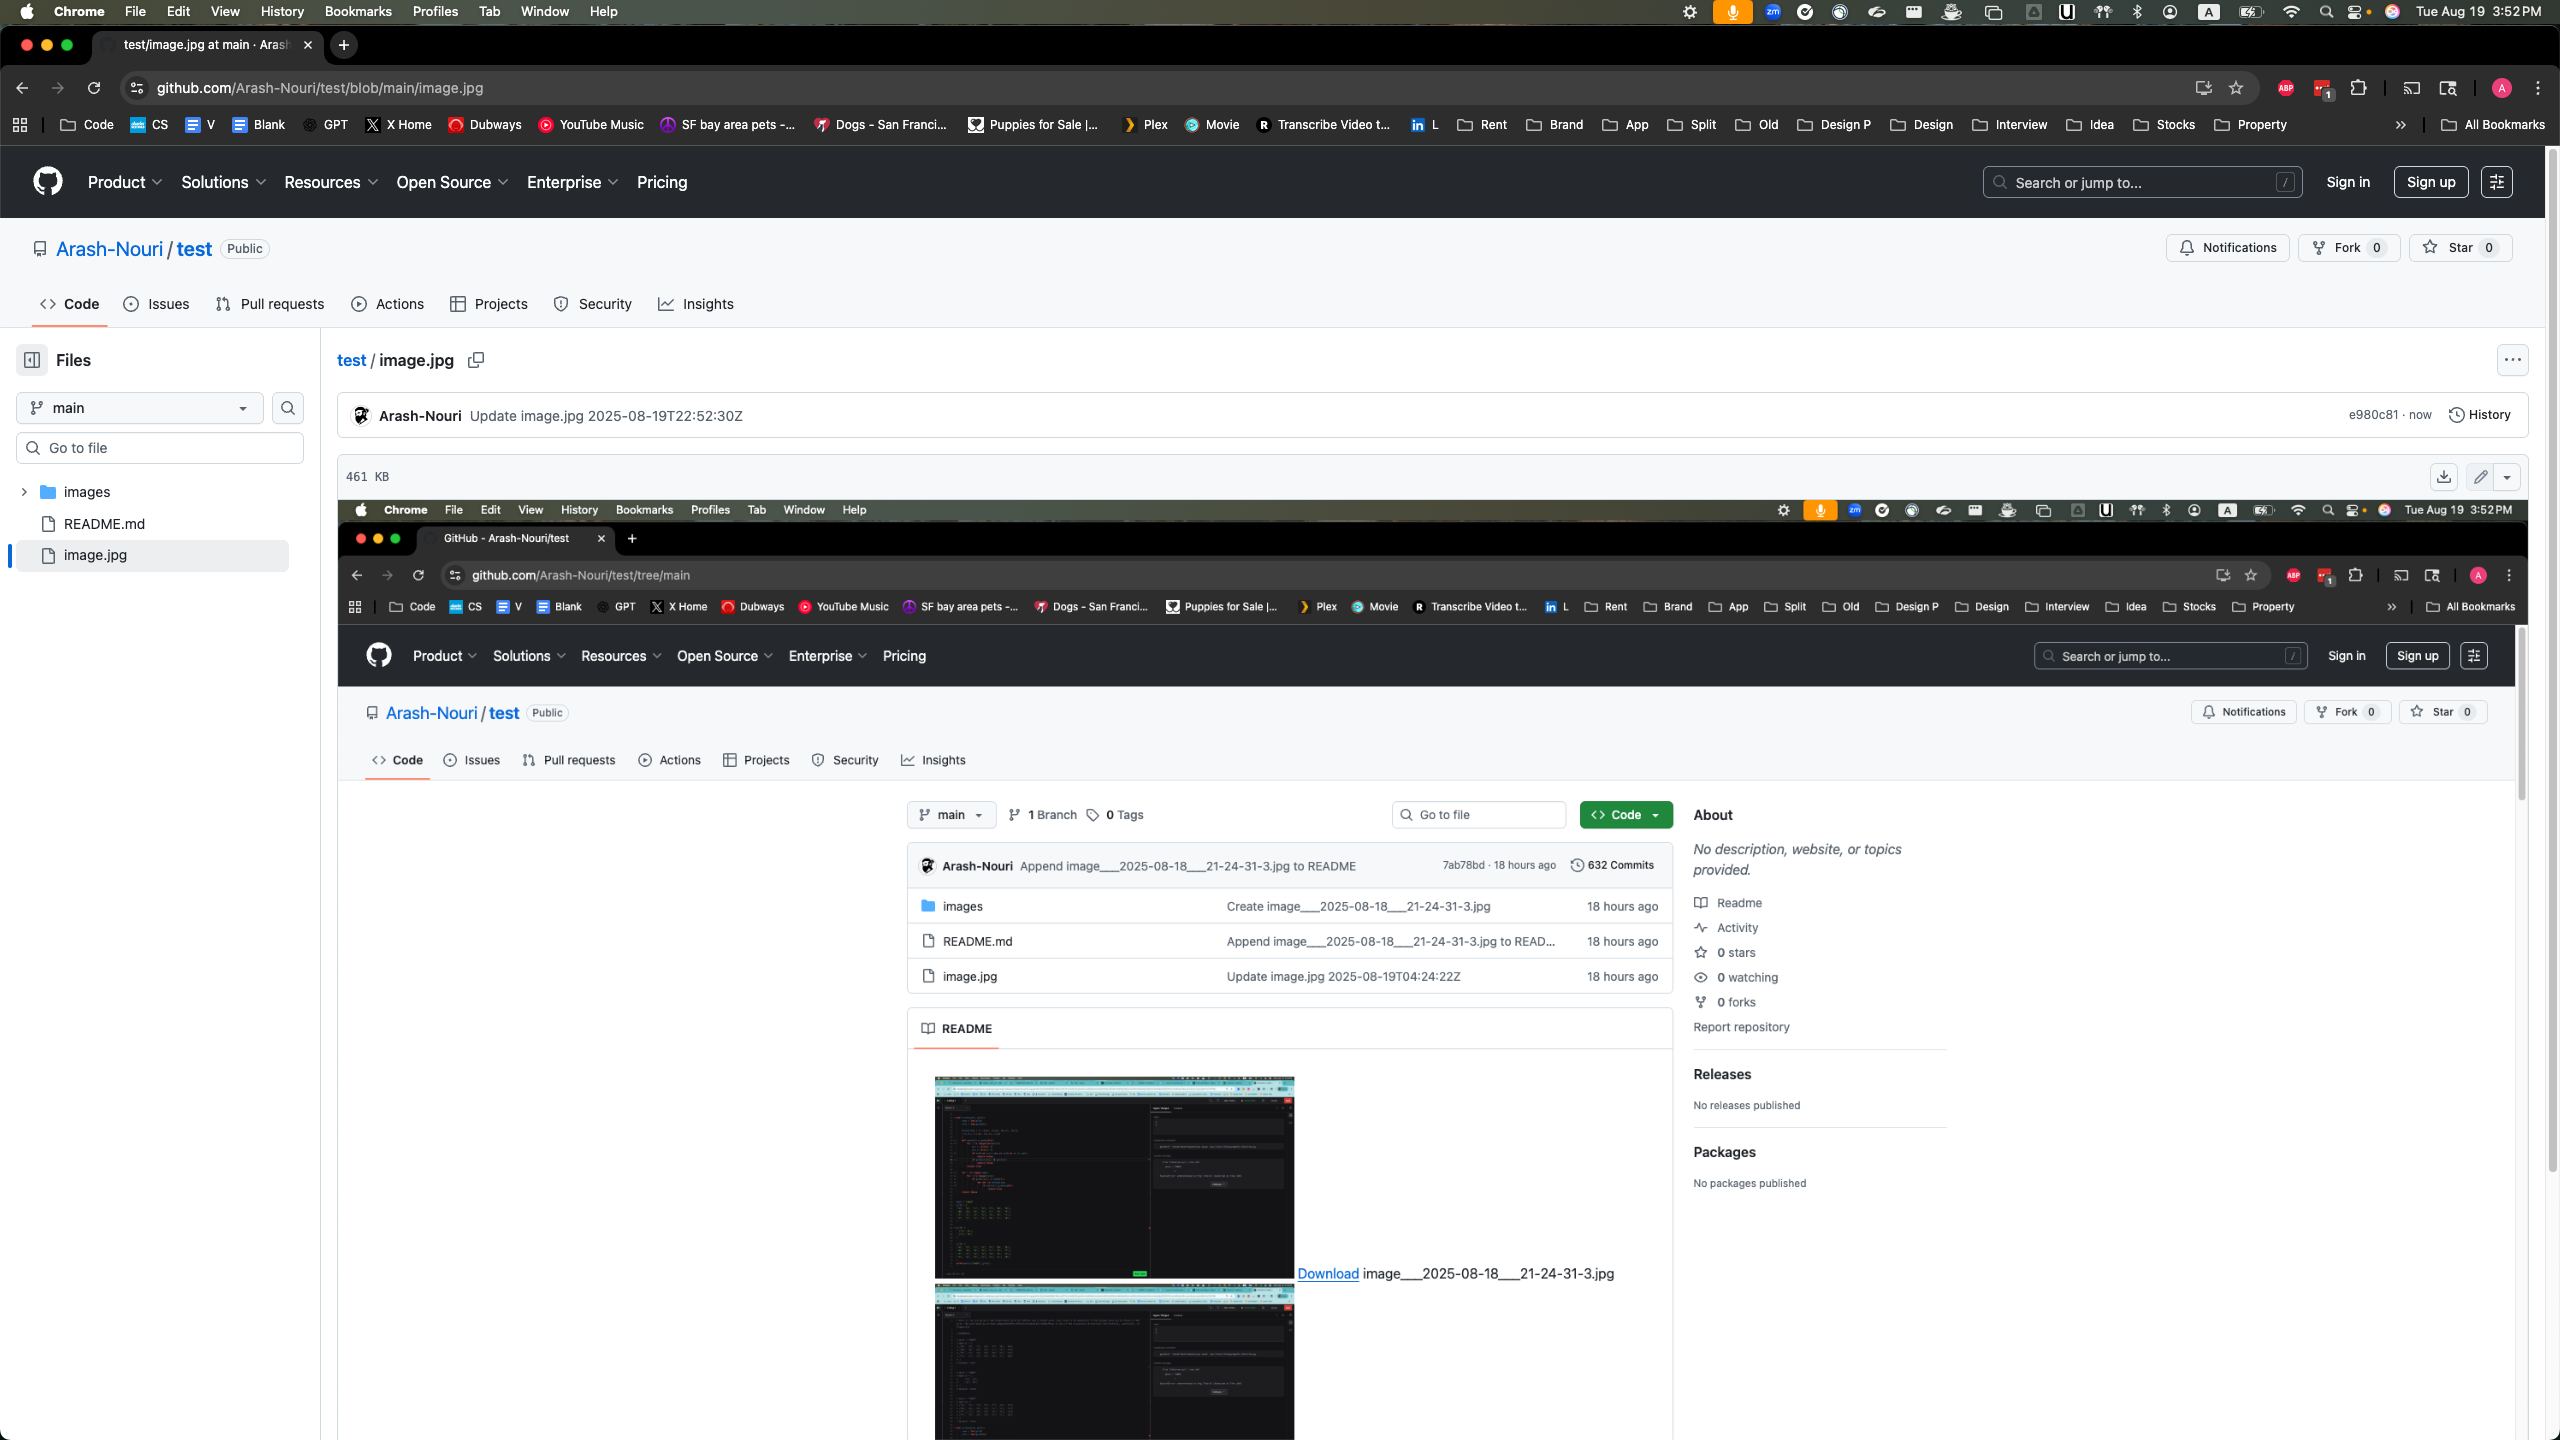 Chrome File Edit View History Bookmarks Profiles Tab Window Help
Tue Aug 19 3:52 PM
test/image.jpg at main · Aras
github.com/Arash-Nouri/test/blob/main/image.jpg
ABP 1 A
Code CS V Blank GPT X Home Dubways YouTube Music SF bay area pets -... Dogs - San Franci... Puppies for Sale |... Plex Movie Transcribe Video t... L Rent Brand App Split Old Design P Design Interview Idea Stocks Property » All Bookmarks
Product Solutions Resources Open Source Enterprise Pricing
Search or jump to... / Sign in Sign up
Arash-Nouri / test Public
Notifications Fork 0 Star 0
Code Issues Pull requests Actions Projects Security Insights
Files
main
Go to file
images
README.md
image.jpg
test / image.jpg
Arash-Nouri Update image.jpg 2025-08-19T22:52:30Z
e980c81 · now History
461 KB
Chrome File Edit View History Bookmarks Profiles Tab Window Help
Tue Aug 19 3:52 PM
GitHub - Arash-Nouri/test
github.com/Arash-Nouri/test/tree/main
ABP 1 A
Code CS V Blank GPT X Home Dubways YouTube Music SF bay area pets -... Dogs - San Franci... Puppies for Sale |... Plex Movie Transcribe Video t... L Rent Brand App Split Old Design P Design Interview Idea Stocks Property » All Bookmarks
Product Solutions Resources Open Source Enterprise Pricing
Search or jump to... / Sign in Sign up
Arash-Nouri / test Public
Notifications Fork 0 Star 0
Code Issues Pull requests Actions Projects Security Insights
main 1 Branch 0 Tags
Go to file
Code
Arash-Nouri Append image___2025-08-18___21-24-31-3.jpg to README
7ab78bd · 18 hours ago 632 Commits
images Create image___2025-08-18___21-24-31-3.jpg 18 hours ago
README.md Append image___2025-08-18___21-24-31-3.jpg to READ... 18 hours ago
image.jpg Update image.jpg 2025-08-19T04:24:22Z 18 hours ago
README
Download image___2025-08-18___21-24-31-3.jpg
About
No description, website, or topics
provided.
Readme
Activity
0 stars
0 watching
0 forks
Report repository
Releases
No releases published
Packages
No packages published